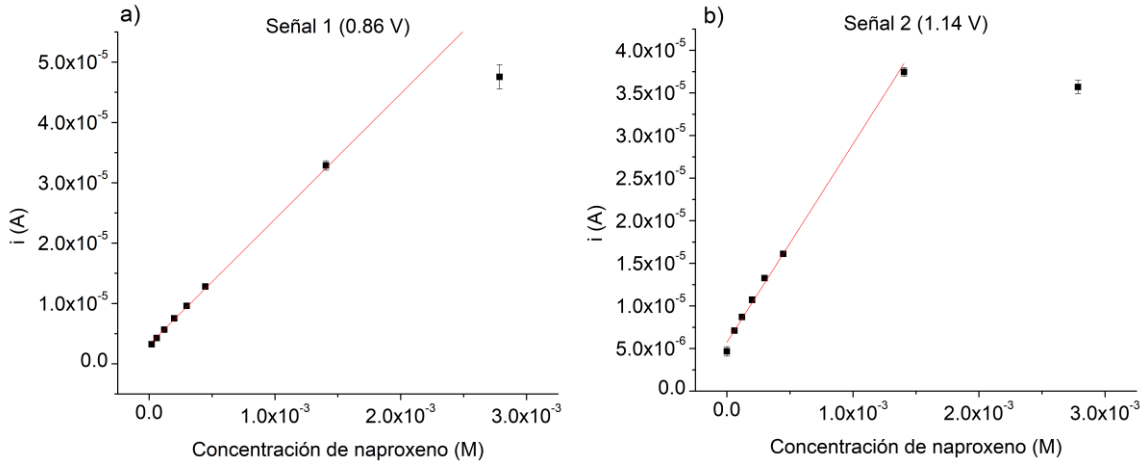 a)
Señal 1 (0.86 V)
5.0x10⁻⁵
4.0x10⁻⁵
3.0x10⁻⁵
2.0x10⁻⁵
1.0x10⁻⁵
0.0
i (A)
0.0
1.0x10⁻³
2.0x10⁻³
3.0x10⁻³
Concentración de naproxeno (M)
b)
Señal 2 (1.14 V)
4.0x10⁻⁵
3.5x10⁻⁵
3.0x10⁻⁵
2.5x10⁻⁵
2.0x10⁻⁵
1.5x10⁻⁵
1.0x10⁻⁵
5.0x10⁻⁶
0.0
i (A)
0.0
1.0x10⁻³
2.0x10⁻³
3.0x10⁻³
Concentración de naproxeno (M)